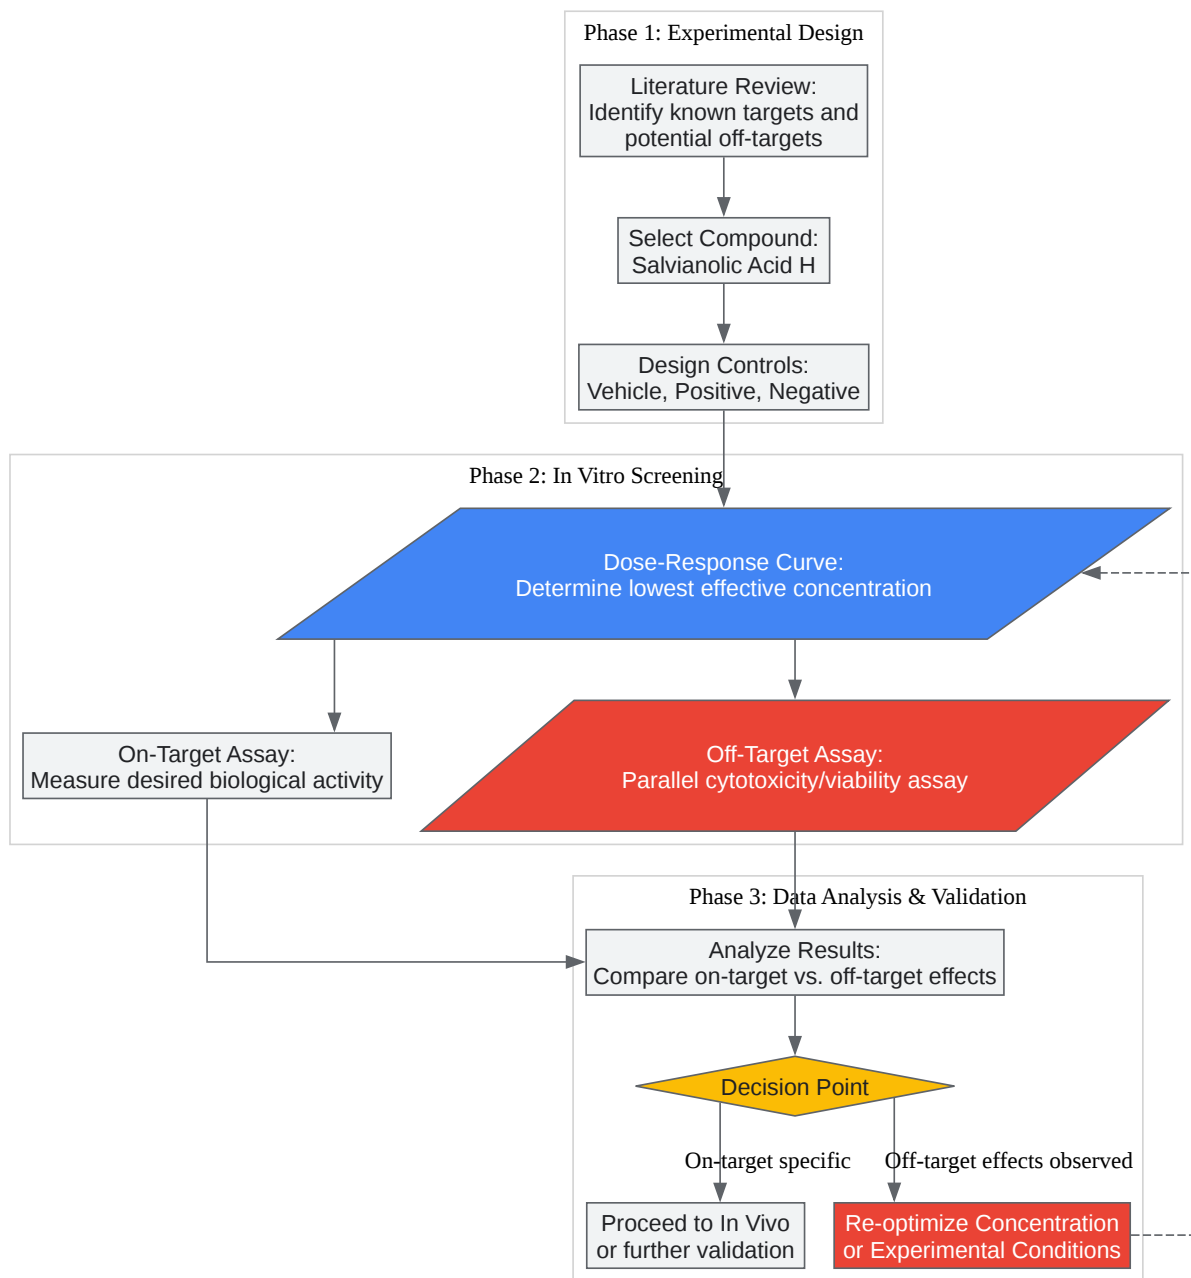 Phase 1: Experimental Design
Literature Review:
Identify known targets and
potential off-targets
Select Compound:
Salvianolic Acid H
Design Controls:
Vehicle, Positive, Negative
Phase 2: In Vitro Screening
Dose-Response Curve:
Determine lowest effective concentration
On-Target Assay:
Measure desired biological activity
Off-Target Assay:
Parallel cytotoxicity/viability assay
Phase 3: Data Analysis & Validation
Analyze Results:
Compare on-target vs. off-target effects
Decision Point
On-target specific
Off-target effects observed
Proceed to In Vivo
or further validation
Re-optimize Concentration
or Experimental Conditions